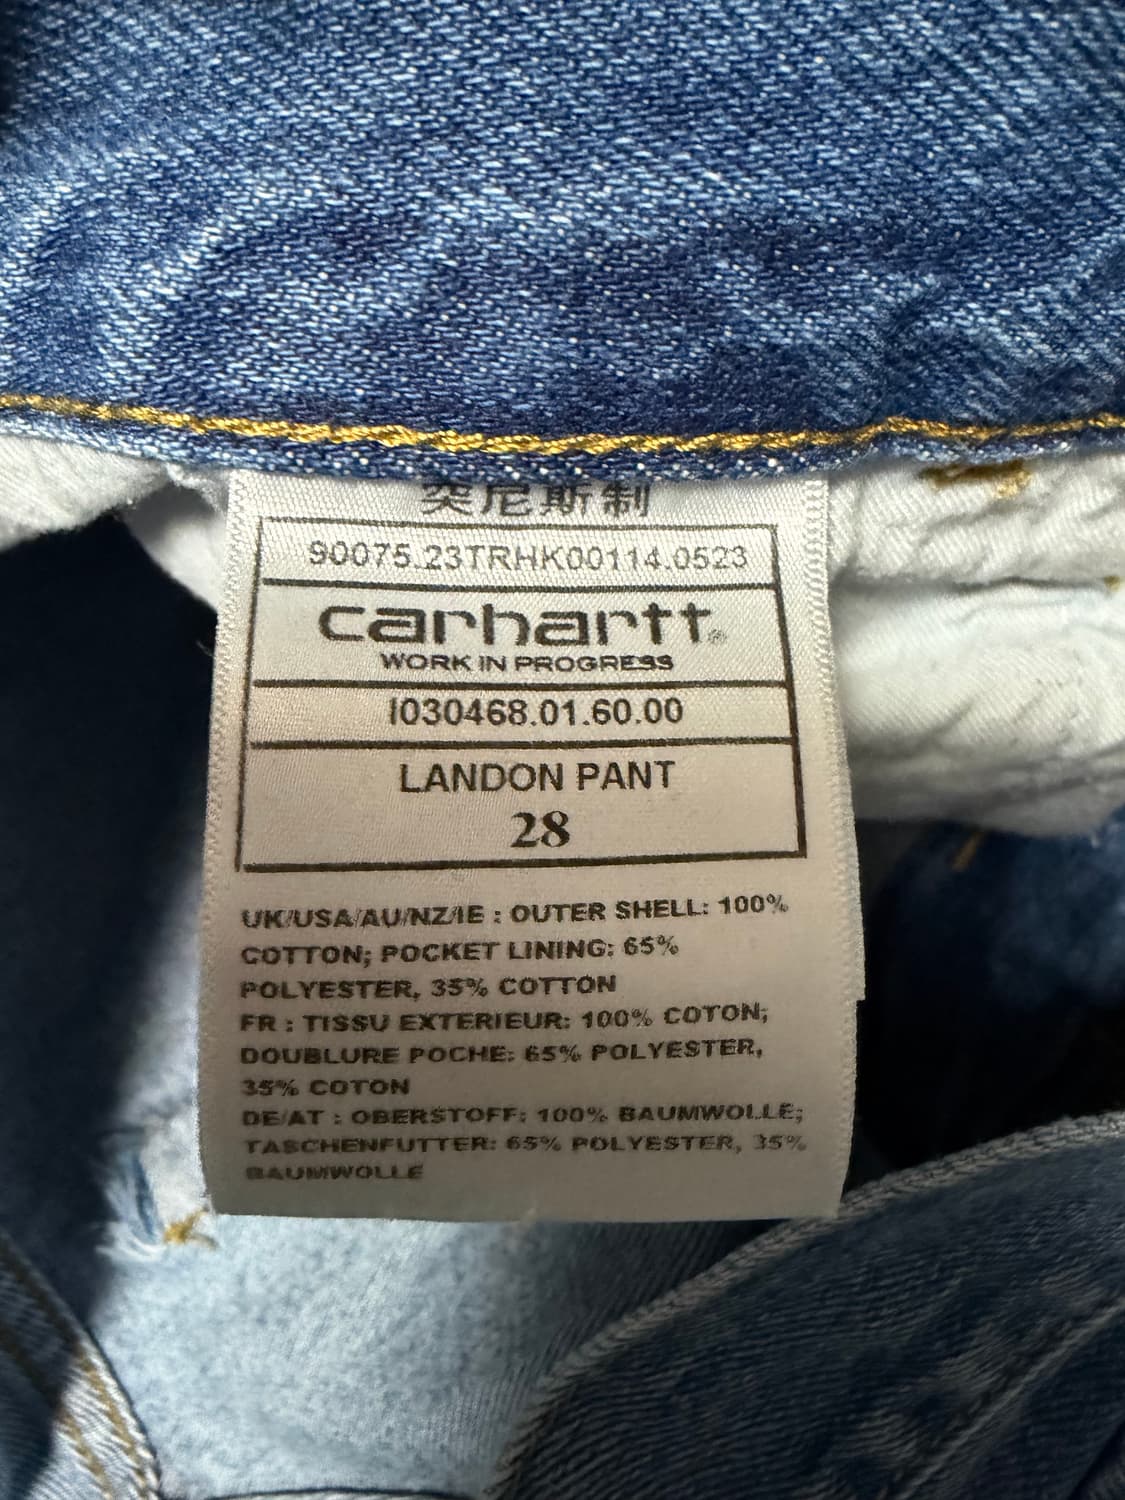 突尼斯制
90075.23TRHK00114.0523
carhartt®
WORK IN PROGRESS
I030468.01.60.00
LANDON PANT
28
UK/USA/AU/NZ/IE : OUTER SHELL: 100%
COTTON; POCKET LINING: 65%
POLYESTER, 35% COTTON
FR : TISSU EXTERIEUR: 100% COTON;
DOUBLURE POCHE: 65% POLYESTER,
35% COTON
DE/AT : OBERSTOFF: 100% BAUMWOLLE;
TASCHENFUTTER: 65% POLYESTER, 35%
BAUMWOLLE